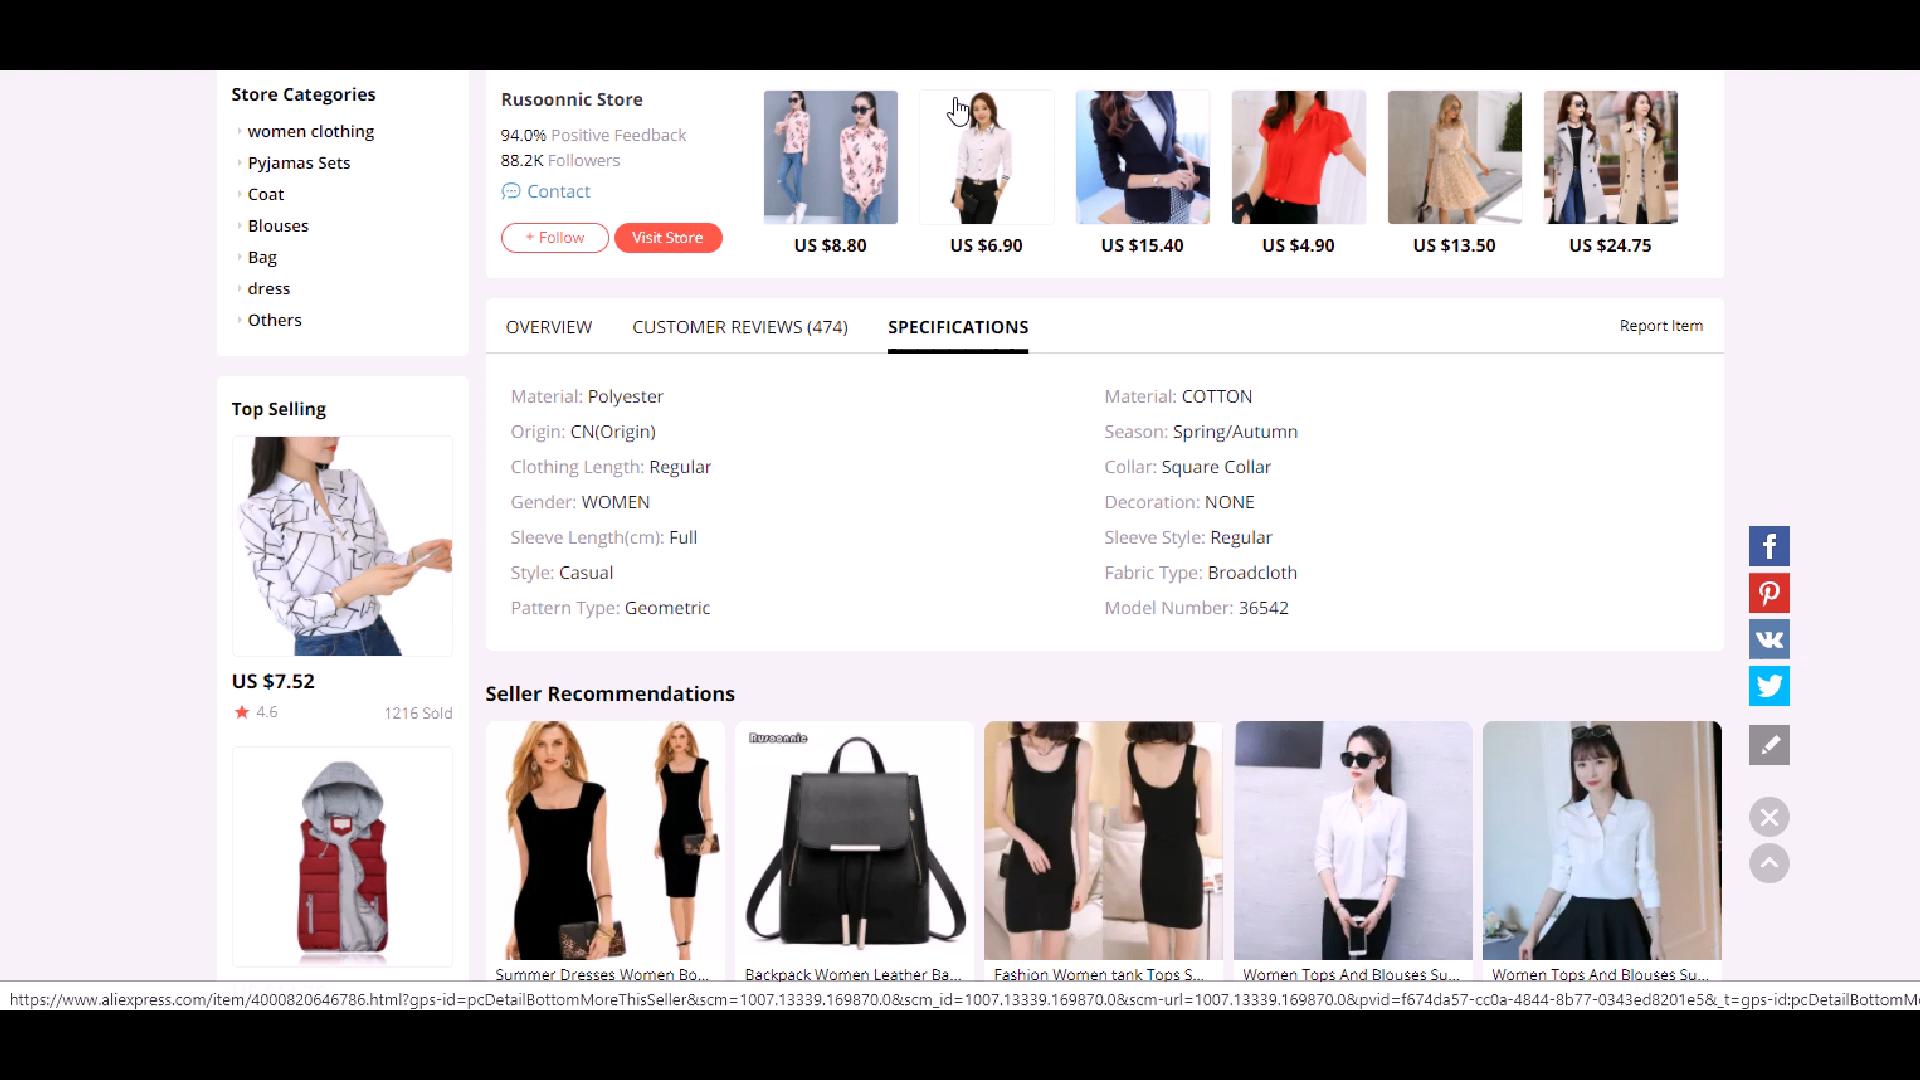 Store Categories
women clothing
Pyjamas Sets
Coat
Blouses
Bag
dress
Others
Top Selling
US $7.52
4.6
1216 Sold
Rusoonnic Store
94.0% Positive Feedback
88.2K Followers
Contact
+ Follow
Visit Store
US $8.80
US $6.90
US $15.40
US $4.90
US $13.50
US $24.75
OVERVIEW
CUSTOMER REVIEWS (474)
SPECIFICATIONS
Report Item
Material: Polyester
Material: COTTON
Origin: CN(Origin)
Season: Spring/Autumn
Clothing Length: Regular
Collar: Square Collar
Gender: WOMEN
Decoration: NONE
Sleeve Length(cm): Full
Sleeve Style: Regular
Style: Casual
Fabric Type: Broadcloth
Pattern Type: Geometric
Model Number: 36542
Seller Recommendations
Rusoonnic
Summer Dresses Women Bo...
Backpack Women Leather Ba...
Fashion Women tank Tops S...
Women Tops And Blouses Su...
Women Tops And Blouses Su...
https://www.aliexpress.com/item/4000820646786.html?gps-id=pcDetailBottomMoreThisSeller&scm=1007.13339.169870.0&scm_id=1007.13339.169870.0&scm-url=1007.13339.169870.0&pvid=f674da57-cc0a-4844-8b77-0343ed8201e5&_t=gps-id:pcDetailBottomM